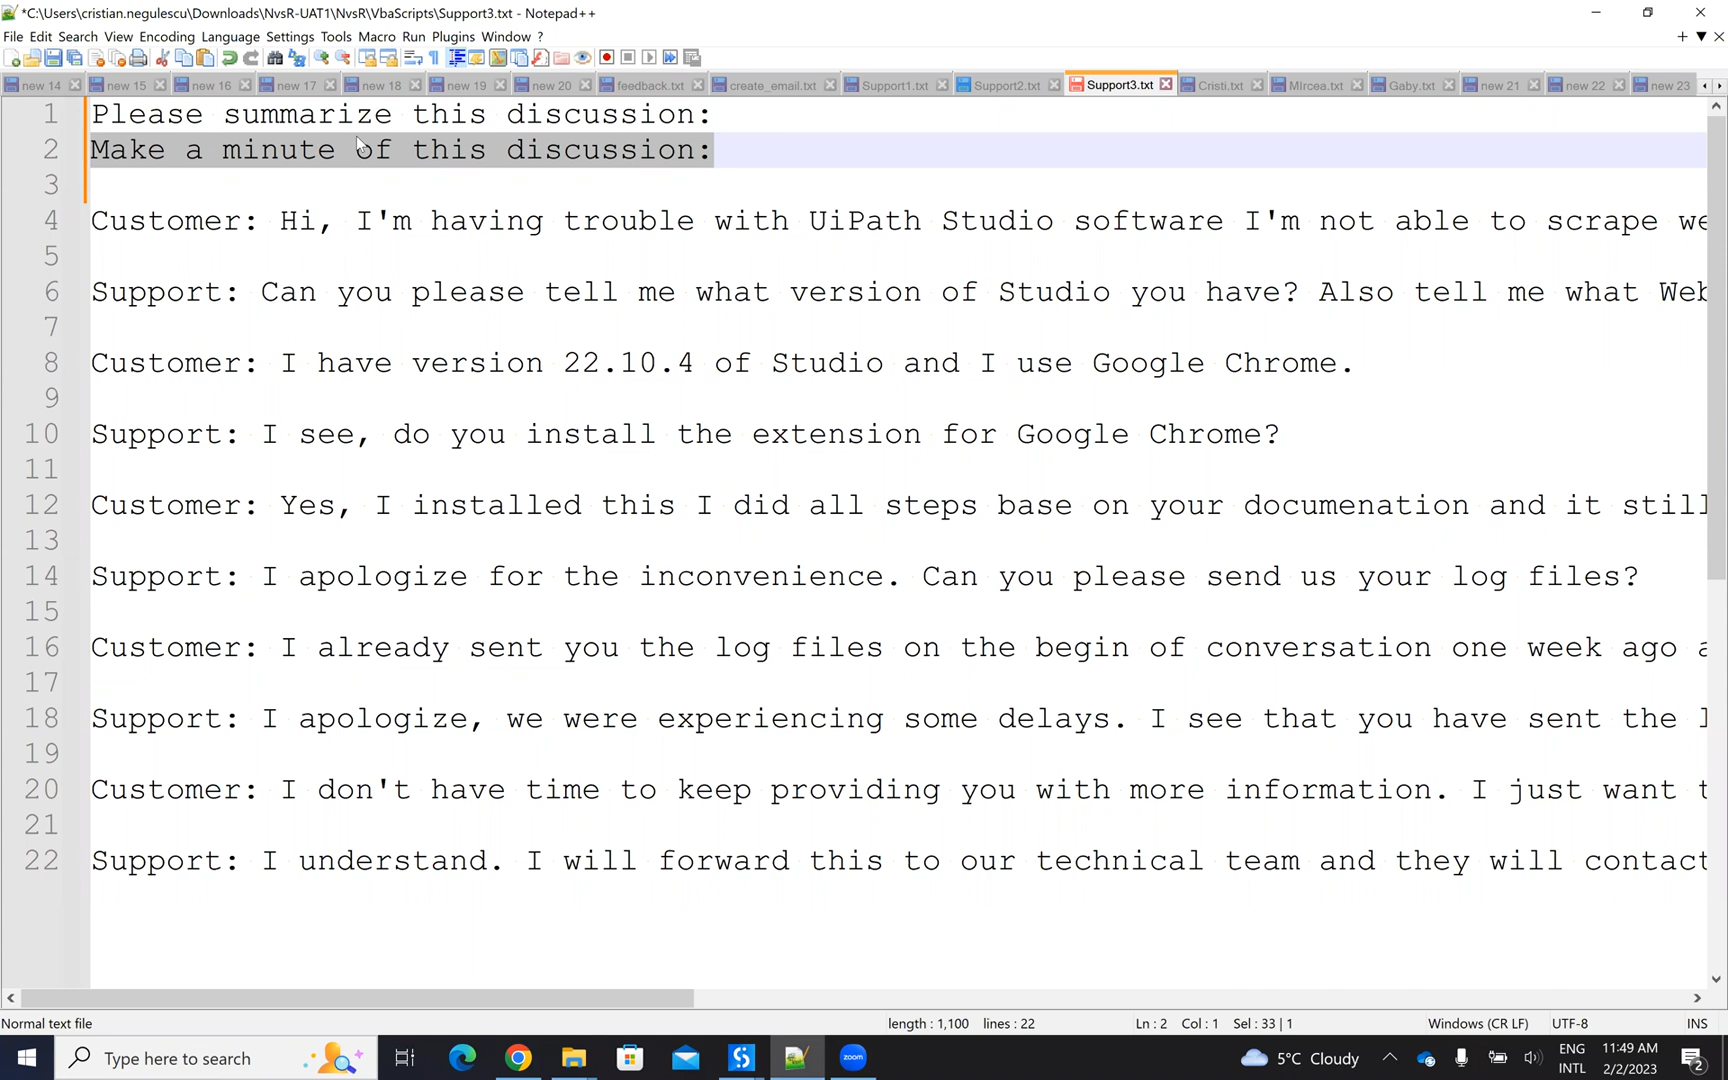 *C:\Users\cristian.negulescu\Downloads\NvsR-UAT1\NvsR\VbaScripts\Support3.txt - Notepad++
File Edit Search View Encoding Language Settings Tools Macro Run Plugins Window ?
new 14 new 15 new 16 new 17 new 18 new 19 new 20 feedback.txt create_email.txt Support1.txt Support2.txt Support3.txt Cristi.txt MIrcea.txt Gaby.txt new 21 new 22 new 23
1 Please summarize this discussion:
2 Make a minute of this discussion:
3
4 Customer: Hi, I'm having trouble with UiPath Studio software I'm not able to scrape we
5
6 Support: Can you please tell me what version of Studio you have? Also tell me what Web
7
8 Customer: I have version 22.10.4 of Studio and I use Google Chrome.
9
10 Support: I see, do you install the extension for Google Chrome?
11
12 Customer: Yes, I installed this I did all steps base on your documenation and it still
13
14 Support: I apologize for the inconvenience. Can you please send us your log files?
15
16 Customer: I already sent you the log files on the begin of conversation one week ago a
17
18 Support: I apologize, we were experiencing some delays. I see that you have sent the l
19
20 Customer: I don't have time to keep providing you with more information. I just want t
21
22 Support: I understand. I will forward this to our technical team and they will contact
Normal text file length : 1,100 lines : 22 Ln : 2 Col : 1 Sel : 33 | 1 Windows (CR LF) UTF-8 INS
Type here to search zoom 5°C Cloudy ENG 11:49 AM
INTL 2/2/2023 2